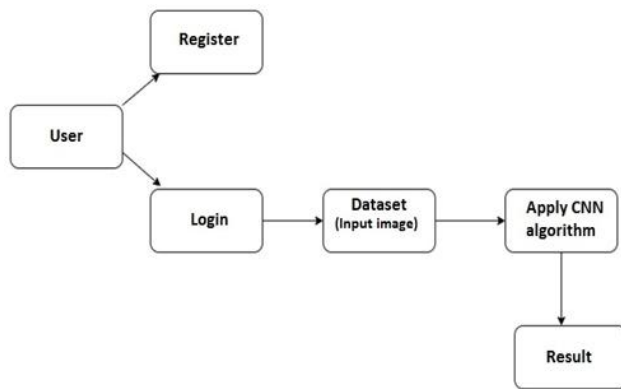 Register
User
Login
Dataset
(Input image)
Apply CNN
algorithm
Result